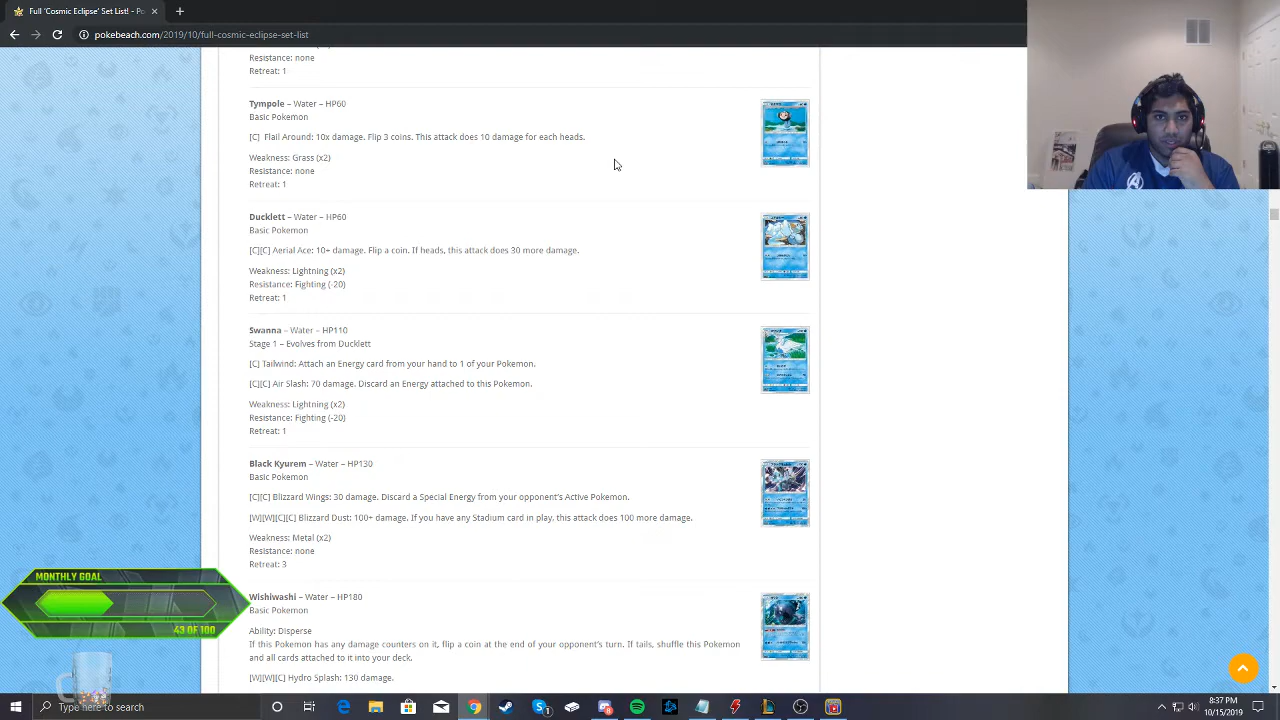 Full 'Cosmic Eclipse' Set List! - Po
pokebeach.com/2019/10/full-cosmic-eclipse-set-list
Resistance: none
Retreat: 1
Tympole – Water – HP60
Basic Pokemon
[C] Flail Around: 10x damage. Flip 3 coins. This attack does 10 damage for each heads.
Weakness: Grass (x2)
Resistance: none
Retreat: 1
Ducklett – Water – HP60
Basic Pokemon
[C][C] Aerial Ace: 10+ damage. Flip a coin. If heads, this attack does 30 more damage.
Weakness: Lightning (x2)
Resistance: Fighting (-20)
Retreat: 1
Swanna – Water – HP110
Stage 1 – Evolves from Ducklett
[C] Tailwind: Attach an Energy card from your hand to 1 of your Pokemon.
[C][C] Air Slash: 70 damage. Discard an Energy attached to this Pokemon.
Weakness: Lightning (x2)
Resistance: Fighting (-20)
Retreat: 1
Black Kyurem – Water – HP130
Basic Pokemon
[C][C] Blizzard Wings: 30 damage. Discard a Special Energy from your opponent's Active Pokemon.
[W][W][C][C] Blizzard damage. If you have any play, this attack does 100 more damage.
Weakness: Metal (x2)
Resistance: none
Retreat: 3
Wishiwashi – Water – HP180
Basic Pokemon
Ability: Disperse
If this Pokemon has any damage counters on it, flip a coin at the end of your opponent's turn. If tails, shuffle this Pokemon
and all cards attached to it into your deck.
[W][W][C] Hydro Splash: 130 damage.
MONTHLY GOAL
43 OF 100
Type here to search
8:37 PM
10/15/2019